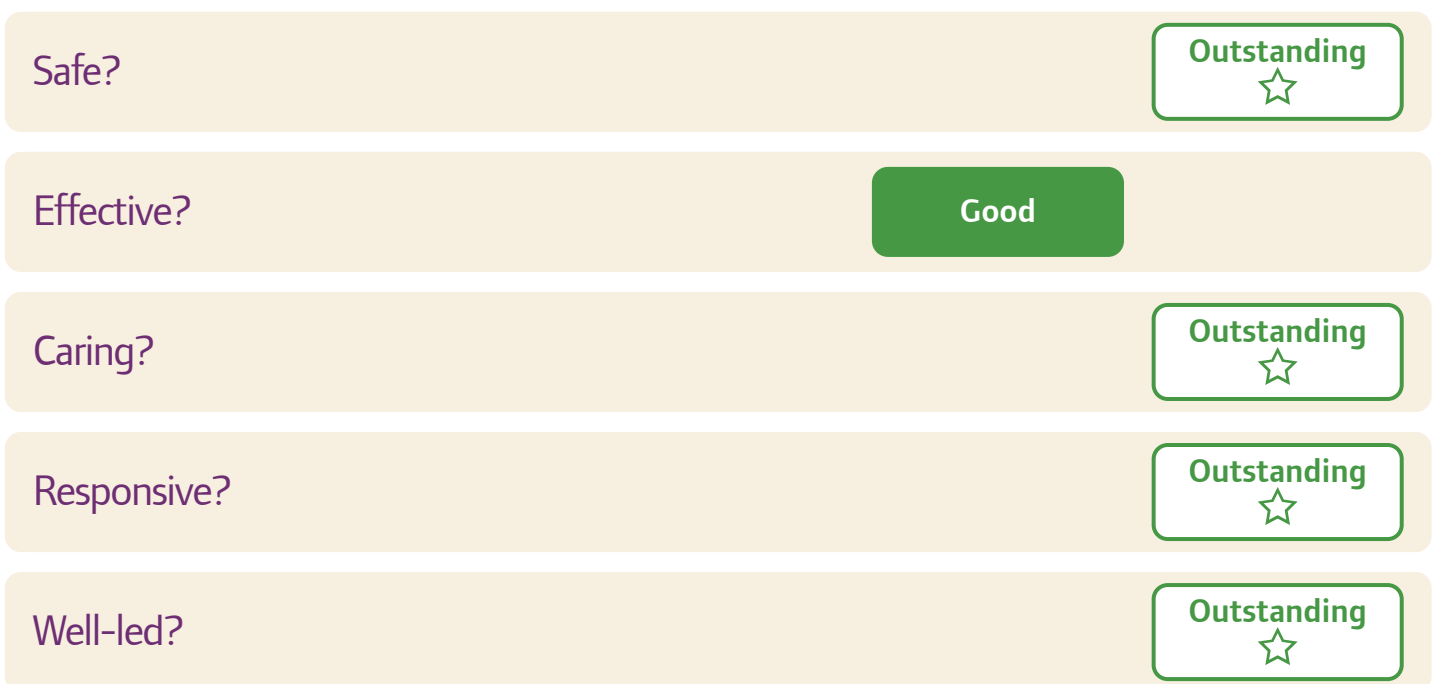 Safe?
Outstanding
Effective?
Good
Caring?
Outstanding
Responsive?
Outstanding
Well-led?
Outstanding